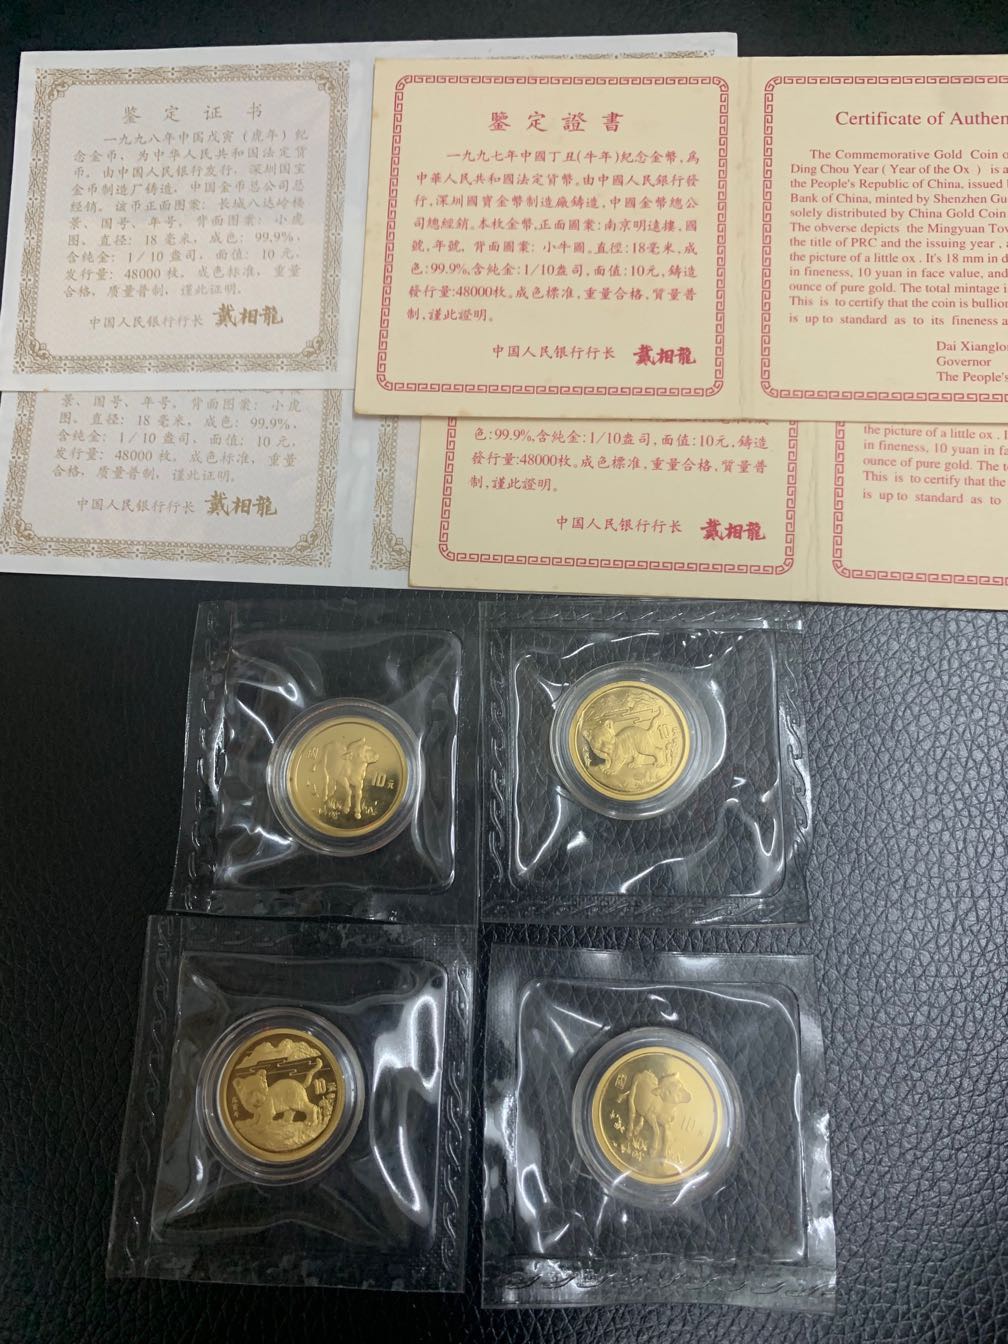 鉴定证书
一九九八年中国戊寅（虎年）纪
念金币，为中华人民共和国法定货
币。由中国人民银行发行，深圳国宝
金币制造厂铸造，中国金币总公司总
经销。该币正面图案：长城八达岭楼
景、国号、年号，背面图案：小虎
图。直径：18毫米，成色：99.9%，
含纯金：1/10盎司，面值：10元，
发行量：48000枚。成色标准，重量
合格，质量普制，谨此证明。
中国人民银行行长 戴相龍
景、国号、年号，背面图案：小虎
图。直径：18毫米，成色：99.9%，
含纯金：1/10盎司，面值：10元，
发行量：48000枚。成色标准，重量
合格，质量普制，谨此证明。
中国人民银行行长 戴相龍
鑒定證書
一九九七年中國丁丑(牛年)紀念金幣，爲
中華人民共和國法定貨幣。由中國人民銀行發
行，深圳國寶金幣制造廠鑄造，中國金幣總公
司總經銷。本枚金幣，正面圖案：南京明遠樓，國
號，年號，背面圖案：小牛圖。直徑：18毫米，成
色：99.9%，含純金：1/10盎司，面值：10元，鑄造
發行量：48000枚。成色標准，重量合格，質量普
制，謹此證明。
中国人民银行行长 戴相龍
Certificate of Authen
The Commemorative Gold Coin o
Ding Chou Year ( Year of the Ox ) is a
the People's Republic of China, issued
Bank of China, minted by Shenzhen Gu
solely distributed by China Gold Coin
The obverse depicts the Mingyuan Tow
the title of PRC and the issuing year ,
the picture of a little ox . It's 18 mm in d
in fineness, 10 yuan in face value, and
ounce of pure gold. The total mintage i
This is to certify that the coin is bullion
is up to standard as to its fineness a
Dai Xianglo
Governor
The People's
色：99.9%，含純金：1/10盎司，面值：10元，鑄造
發行量：48000枚。成色標准，重量合格，質量普
制，謹此證明。
中国人民银行行长 戴相龍
the picture of a little ox .
in fineness, 10 yuan in fa
ounce of pure gold. The to
This is to certify that the
is up to standard as to
10元
10元
10